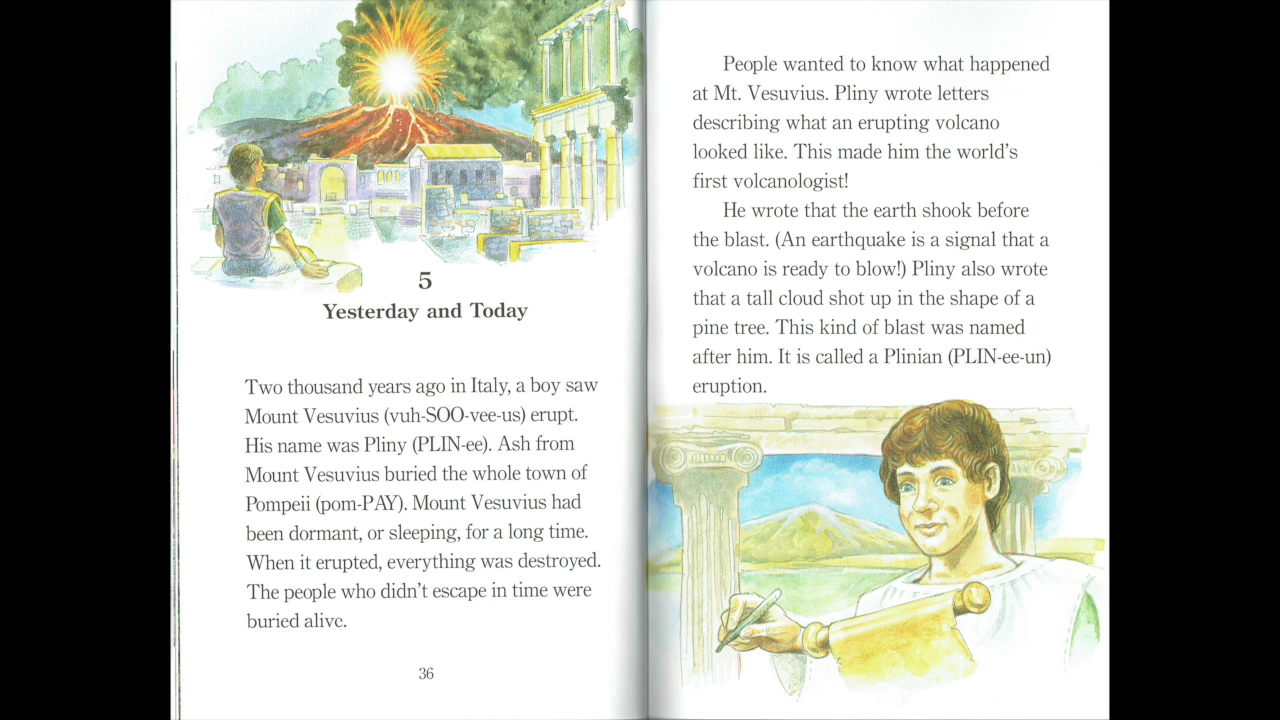 5
Yesterday and Today
Two thousand years ago in Italy, a boy saw
Mount Vesuvius (vuh-SOO-vee-us) erupt.
His name was Pliny (PLIN-ee). Ash from
Mount Vesuvius buried the whole town of
Pompeii (pom-PAY). Mount Vesuvius had
been dormant, or sleeping, for a long time.
When it erupted, everything was destroyed.
The people who didn't escape in time were
buried alive.
36
People wanted to know what happened
at Mt. Vesuvius. Pliny wrote letters
describing what an erupting volcano
looked like. This made him the world's
first volcanologist!
He wrote that the earth shook before
the blast. (An earthquake is a signal that a
volcano is ready to blow!) Pliny also wrote
that a tall cloud shot up in the shape of a
pine tree. This kind of blast was named
after him. It is called a Plinian (PLIN-ee-un)
eruption.